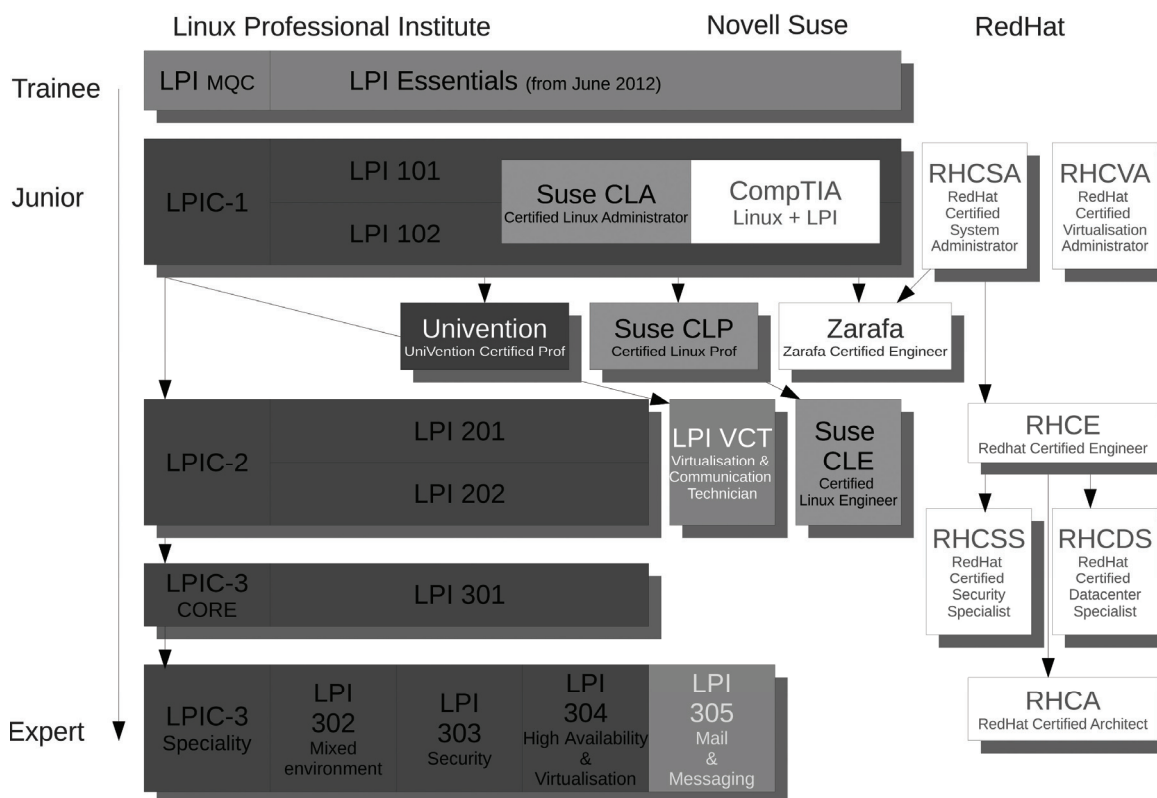 Linux Professional Institute
Novell Suse
RedHat
Trainee
LPI MQC
LPI Essentials (from June 2012)
Junior
LPIC-1
LPI 101
LPI 102
Suse CLA
Certified Linux Administrator
CompTIA
Linux + LPI
RHCSA
RedHat
Certified
System
Administrator
RHCVA
RedHat
Certified
Virtualisation
Administrator
Univention
UniVention Certified Prof
Suse CLP
Certified Linux Prof
Zarafa
Zarafa Certified Engineer
LPIC-2
LPI 201
LPI 202
LPI VCT
Virtualisation &
Communication
Technician
Suse
CLE
Certified
Linux Engineer
RHCE
Redhat Certified Engineer
RHCSS
RedHat
Certified
Security
Specialist
RHCDS
RedHat
Certified
Datacenter
Specialist
LPIC-3
CORE
LPI 301
Expert
LPIC-3
Speciality
LPI
302
Mixed
environment
LPI
303
Security
LPI
304
High Availability
&
Virtualisation
LPI
305
Mail
&
Messaging
RHCA
RedHat Certified Architect